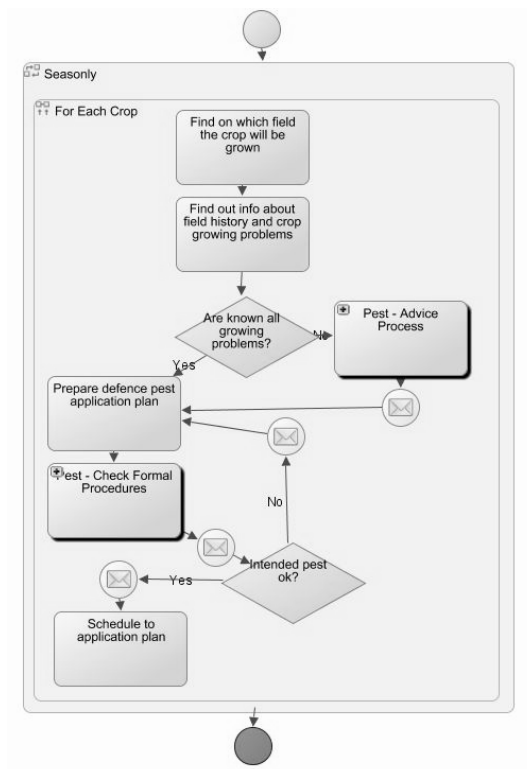 Seasonly
For Each Crop
Find on which field
the crop will be
grown
Find out info about
field history and crop
growing problems
Are known all
growing
problems?
No
Pest - Advice
Process
Yes
Prepare defence pest
application plan
Pest - Check Formal
Procedures
No
Intended pest
ok?
Yes
Schedule to
application plan